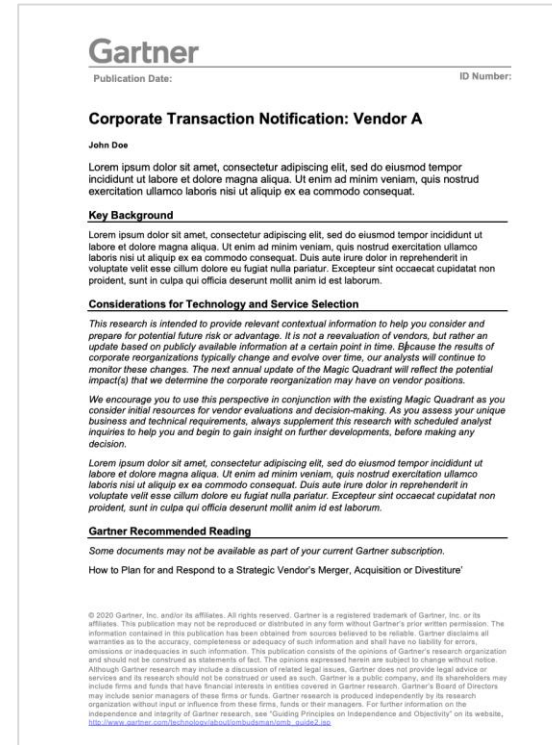 Gartner
Publication Date: ID Number:
Corporate Transaction Notification: Vendor A
John Doe
Lorem ipsum dolor sit amet, consectetur adipiscing elit, sed do eiusmod tempor
incididunt ut labore et dolore magna aliqua. Ut enim ad minim veniam, quis nostrud
exercitation ullamco laboris nisi ut aliquip ex ea commodo consequat.
Key Background
Lorem ipsum dolor sit amet, consectetur adipiscing elit, sed do eiusmod tempor incididunt ut
labore et dolore magna aliqua. Ut enim ad minim veniam, quis nostrud exercitation ullamco
laboris nisi ut aliquip ex ea commodo consequat. Duis aute irure dolor in reprehenderit in
voluptate velit esse cillum dolore eu fugiat nulla pariatur. Excepteur sint occaecat cupidatat non
proident, sunt in culpa qui officia deserunt mollit anim id est laborum.
Considerations for Technology and Service Selection
This research is intended to provide relevant contextual information to help you consider and
prepare for potential future risk or advantage. It is not a reevaluation of vendors, but rather an
update based on publicly available information at a certain point in time. Because the results of
corporate reorganizations typically change and evolve over time, our analysts will continue to
monitor these changes. The next annual update of the Magic Quadrant will reflect the potential
impact(s) that we determine the corporate reorganization may have on vendor positions.
We encourage you to use this perspective in conjunction with the existing Magic Quadrant as you
consider initial resources for vendor evaluations and decision-making. As you assess your unique
business and technical requirements, always supplement this research with scheduled analyst
inquiries to help you and begin to gain insight on further developments, before making any
decision.
Lorem ipsum dolor sit amet, consectetur adipiscing elit, sed do eiusmod tempor incididunt ut
labore et dolore magna aliqua. Ut enim ad minim veniam, quis nostrud exercitation ullamco
laboris nisi ut aliquip ex ea commodo consequat. Duis aute irure dolor in reprehenderit in
voluptate velit esse cillum dolore eu fugiat nulla pariatur. Excepteur sint occaecat cupidatat non
proident, sunt in culpa qui officia deserunt mollit anim id est laborum.
Gartner Recommended Reading
Some documents may not be available as part of your current Gartner subscription.
How to Plan for and Respond to a Strategic Vendor's Merger, Acquisition or Divestiture'
© 2020 Gartner, Inc. and/or its affiliates. All rights reserved. Gartner is a registered trademark of Gartner, Inc. or its
affiliates. This publication may not be reproduced or distributed in any form without Gartner's prior written permission. The
information contained in this publication has been obtained from sources believed to be reliable. Gartner disclaims all
warranties as to the accuracy, completeness or adequacy of such information and shall have no liability for errors,
omissions or inadequacies in such information. This publication consists of the opinions of Gartner's research organization
and should not be construed as statements of fact. The opinions expressed herein are subject to change without notice.
Although Gartner research may include a discussion of related legal issues, Gartner does not provide legal advice or
services and its research should not be construed or used as such. Gartner is a public company, and its shareholders may
include firms and funds that have financial interests in entities covered in Gartner research. Gartner's Board of Directors
may include senior managers of these firms or funds. Gartner research is produced independently by its research
organization without input or influence from these firms, funds or their managers. For further information on the
independence and integrity of Gartner research, see "Guiding Principles on Independence and Objectivity" on its website,
http://www.gartner.com/technology/about/ombudsman/omb_guide2.jsp